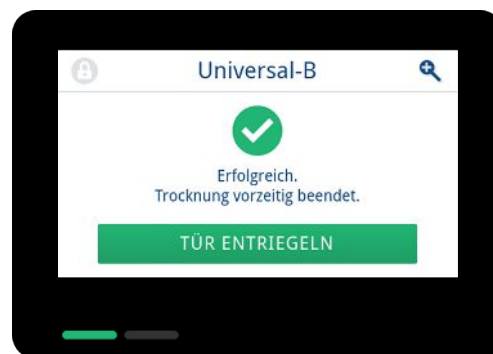 Universal-B
Erfolgreich.
Trocknung vorzeitig beendet.
TÜR ENTRIEGELN